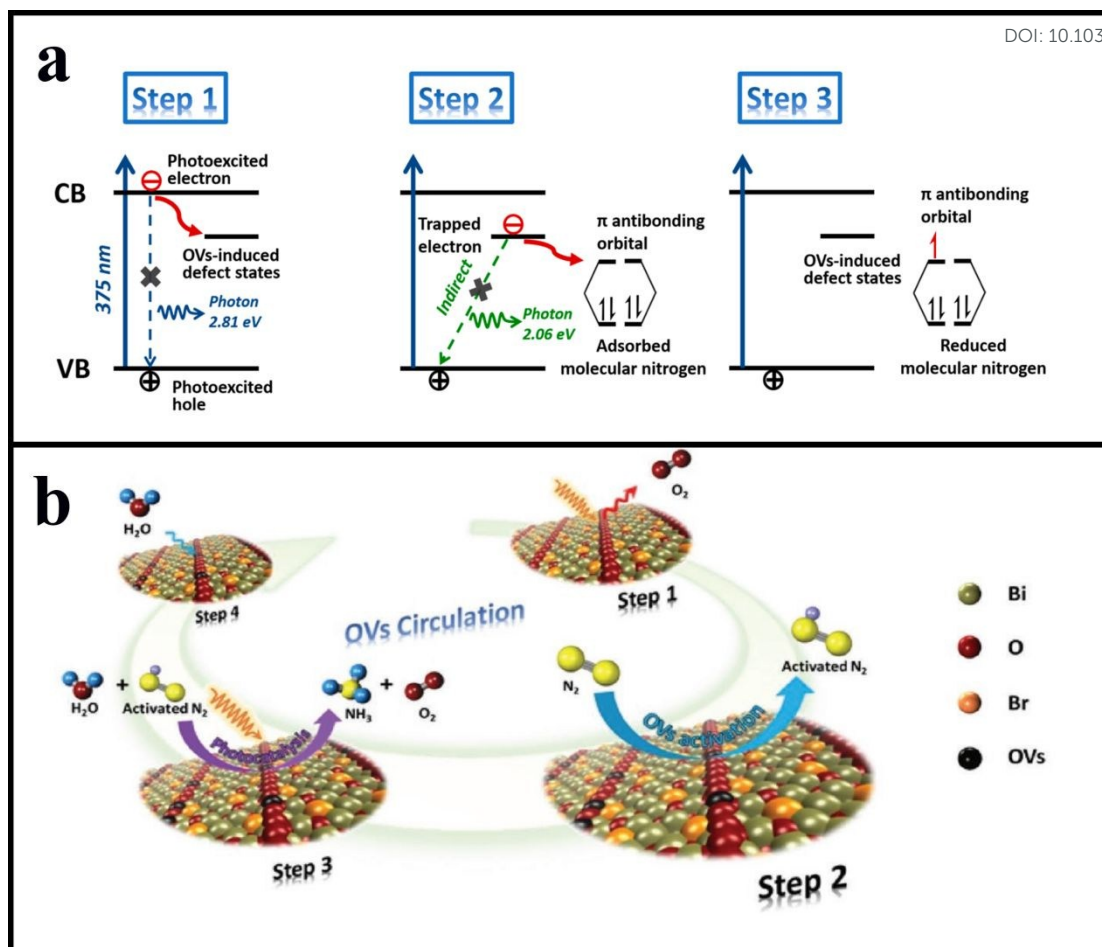 DOI: 10.103
a
Step 1
Step 2
Step 3
CB
VB
375 nm
Photoexcited
electron
OVs-induced
defect states
Photon
2.81 eV
Photoexcited
hole
Trapped
electron
Indirect
Photon
2.06 eV
π antibonding
orbital
Adsorbed
molecular nitrogen
OVs-induced
defect states
π antibonding
orbital
Reduced
molecular nitrogen
b
H₂O
Step 4
O₂
Step 1
OVs Circulation
H₂O
+
Activated N₂
Photocatalysis
NH₃
+
O₂
Step 3
N₂
OVs activation
Activated N₂
Step 2
Bi
O
Br
OVs